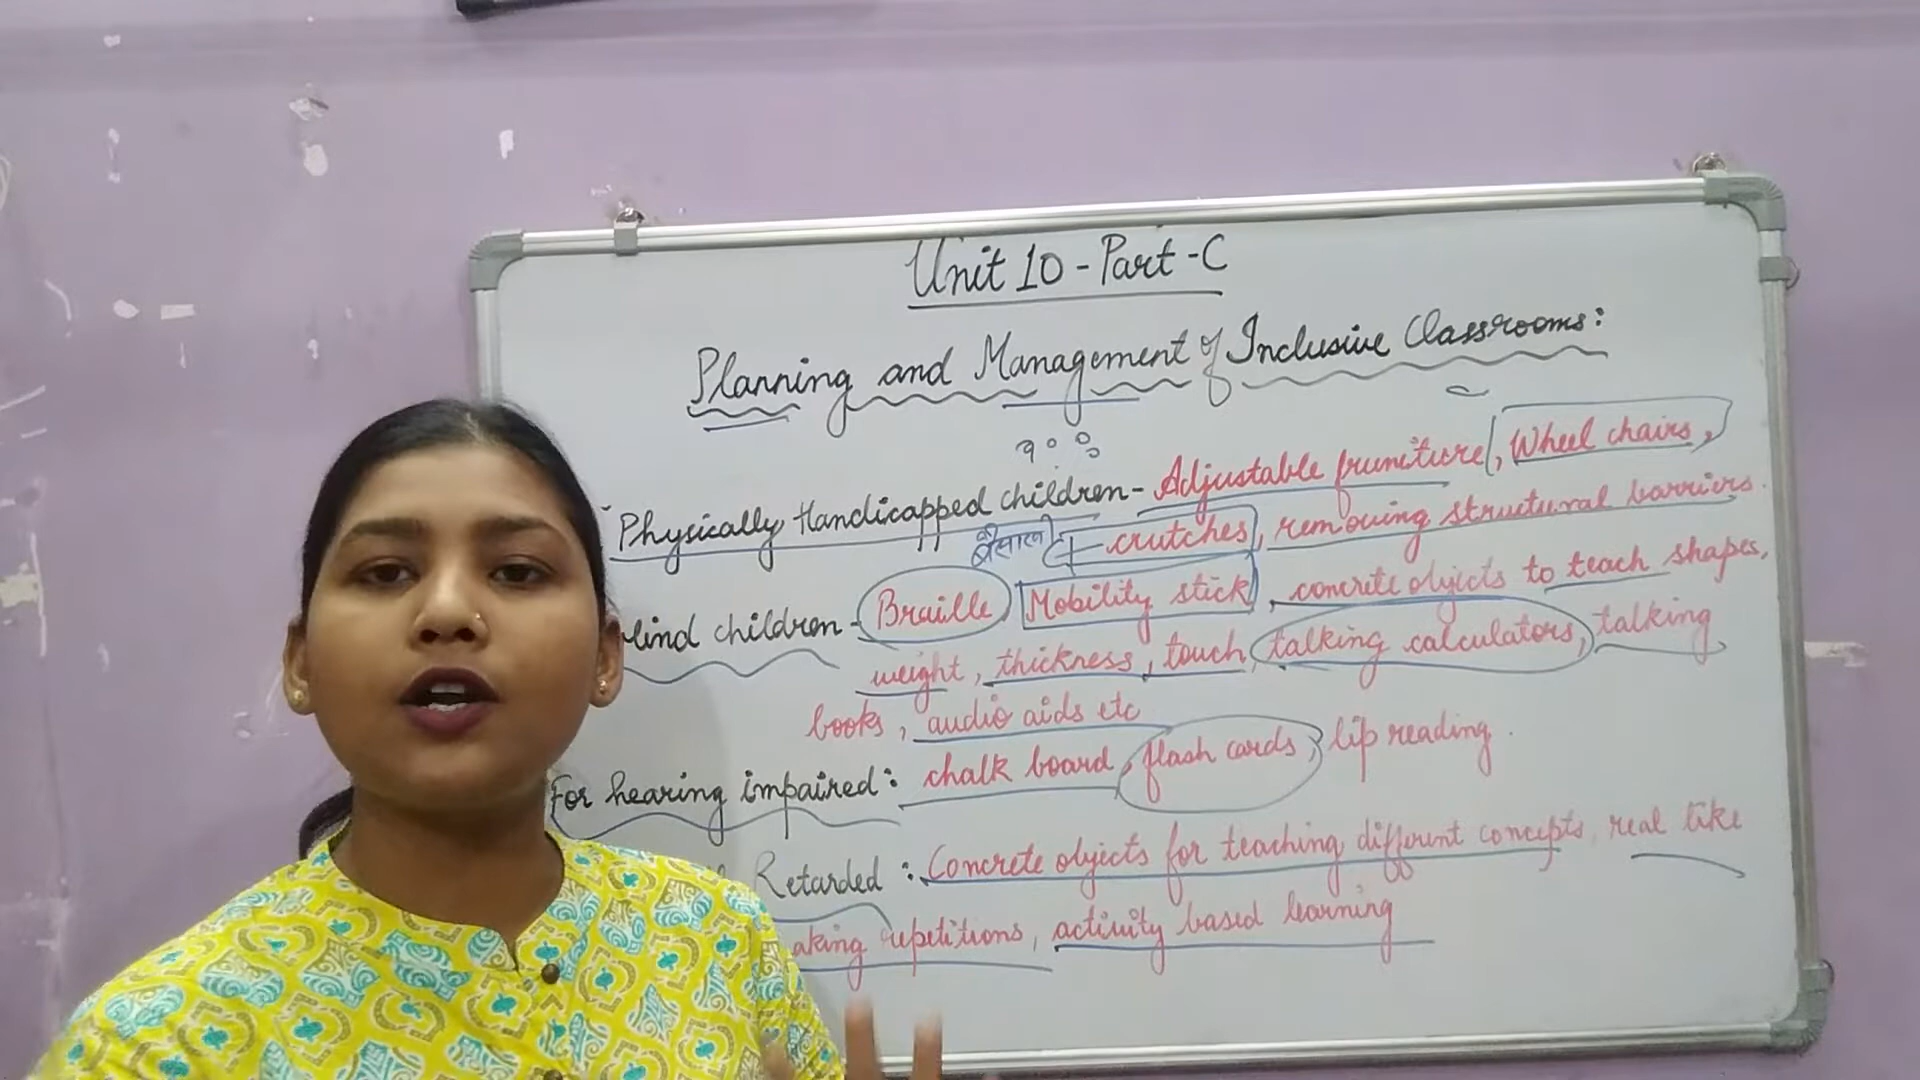 Unit 10 - Part - C
Planning and Management of Inclusive Classrooms:
Physically Handicapped children - Adjustable fruniture, Wheel chairs,
crutches, removing structural barriers.
lind children - Braille Mobility stick, concrete objects to teach shapes,
weight, thickness, touch, talking calculators, talking
books, audio aids etc
For hearing impaired: chalk board, flash cards, lip reading.
Retarded: Concrete objects for teaching different concepts, real like
aking repetitions, activity based learning